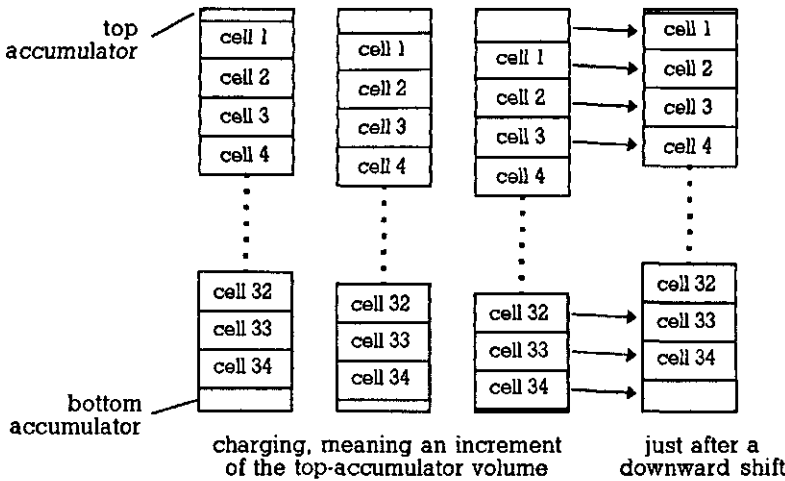 top
accumulator
cell 1
cell 2
cell 3
cell 4
cell 32
cell 33
cell 34
bottom
accumulator
cell 1
cell 2
cell 3
cell 4
cell 32
cell 33
cell 34
cell 1
cell 2
cell 3
cell 4
cell 32
cell 33
cell 34
charging, meaning an increment
of the top-accumulator volume
cell 1
cell 2
cell 3
cell 4
cell 32
cell 33
cell 34
just after a
downward shift